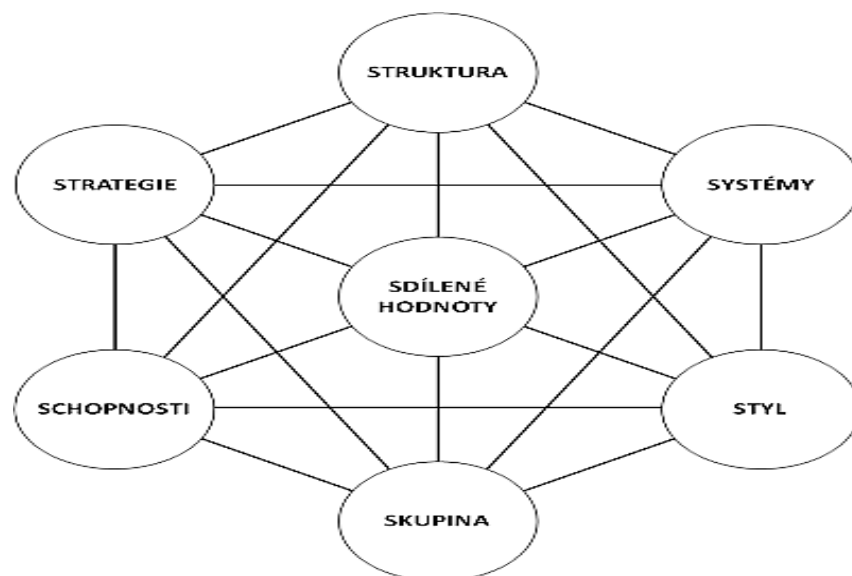 STRUKTURA
STRATEGIE
SYSTÉMY
SDÍLENÉ
HODNOTY
SCHOPNOSTI
STYL
SKUPINA